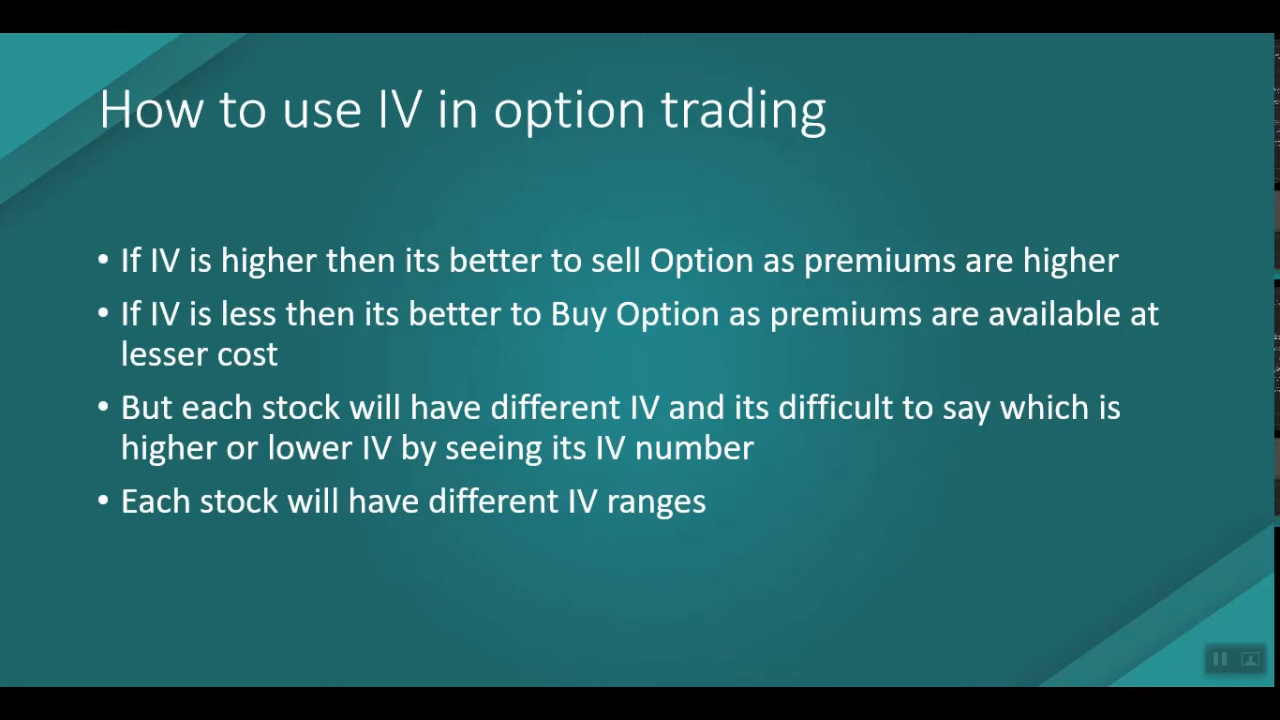 How to use IV in option trading
• If IV is higher then its better to sell Option as premiums are higher
• If IV is less then its better to Buy Option as premiums are available at
lesser cost
• But each stock will have different IV and its difficult to say which is
higher or lower IV by seeing its IV number
• Each stock will have different IV ranges